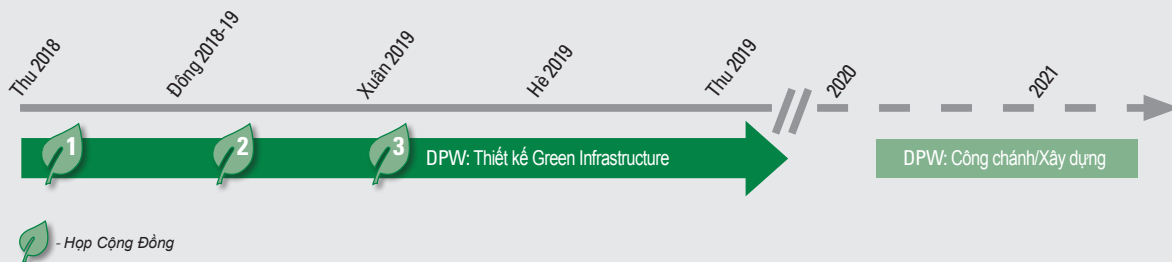 Thu 2018
Đông 2018-19
Xuân 2019
Hè 2019
Thu 2019
2020
2021
1
2
3
DPW: Thiết kế Green Infrastructure
DPW: Công chánh/Xây dựng
- Họp Cộng Đồng